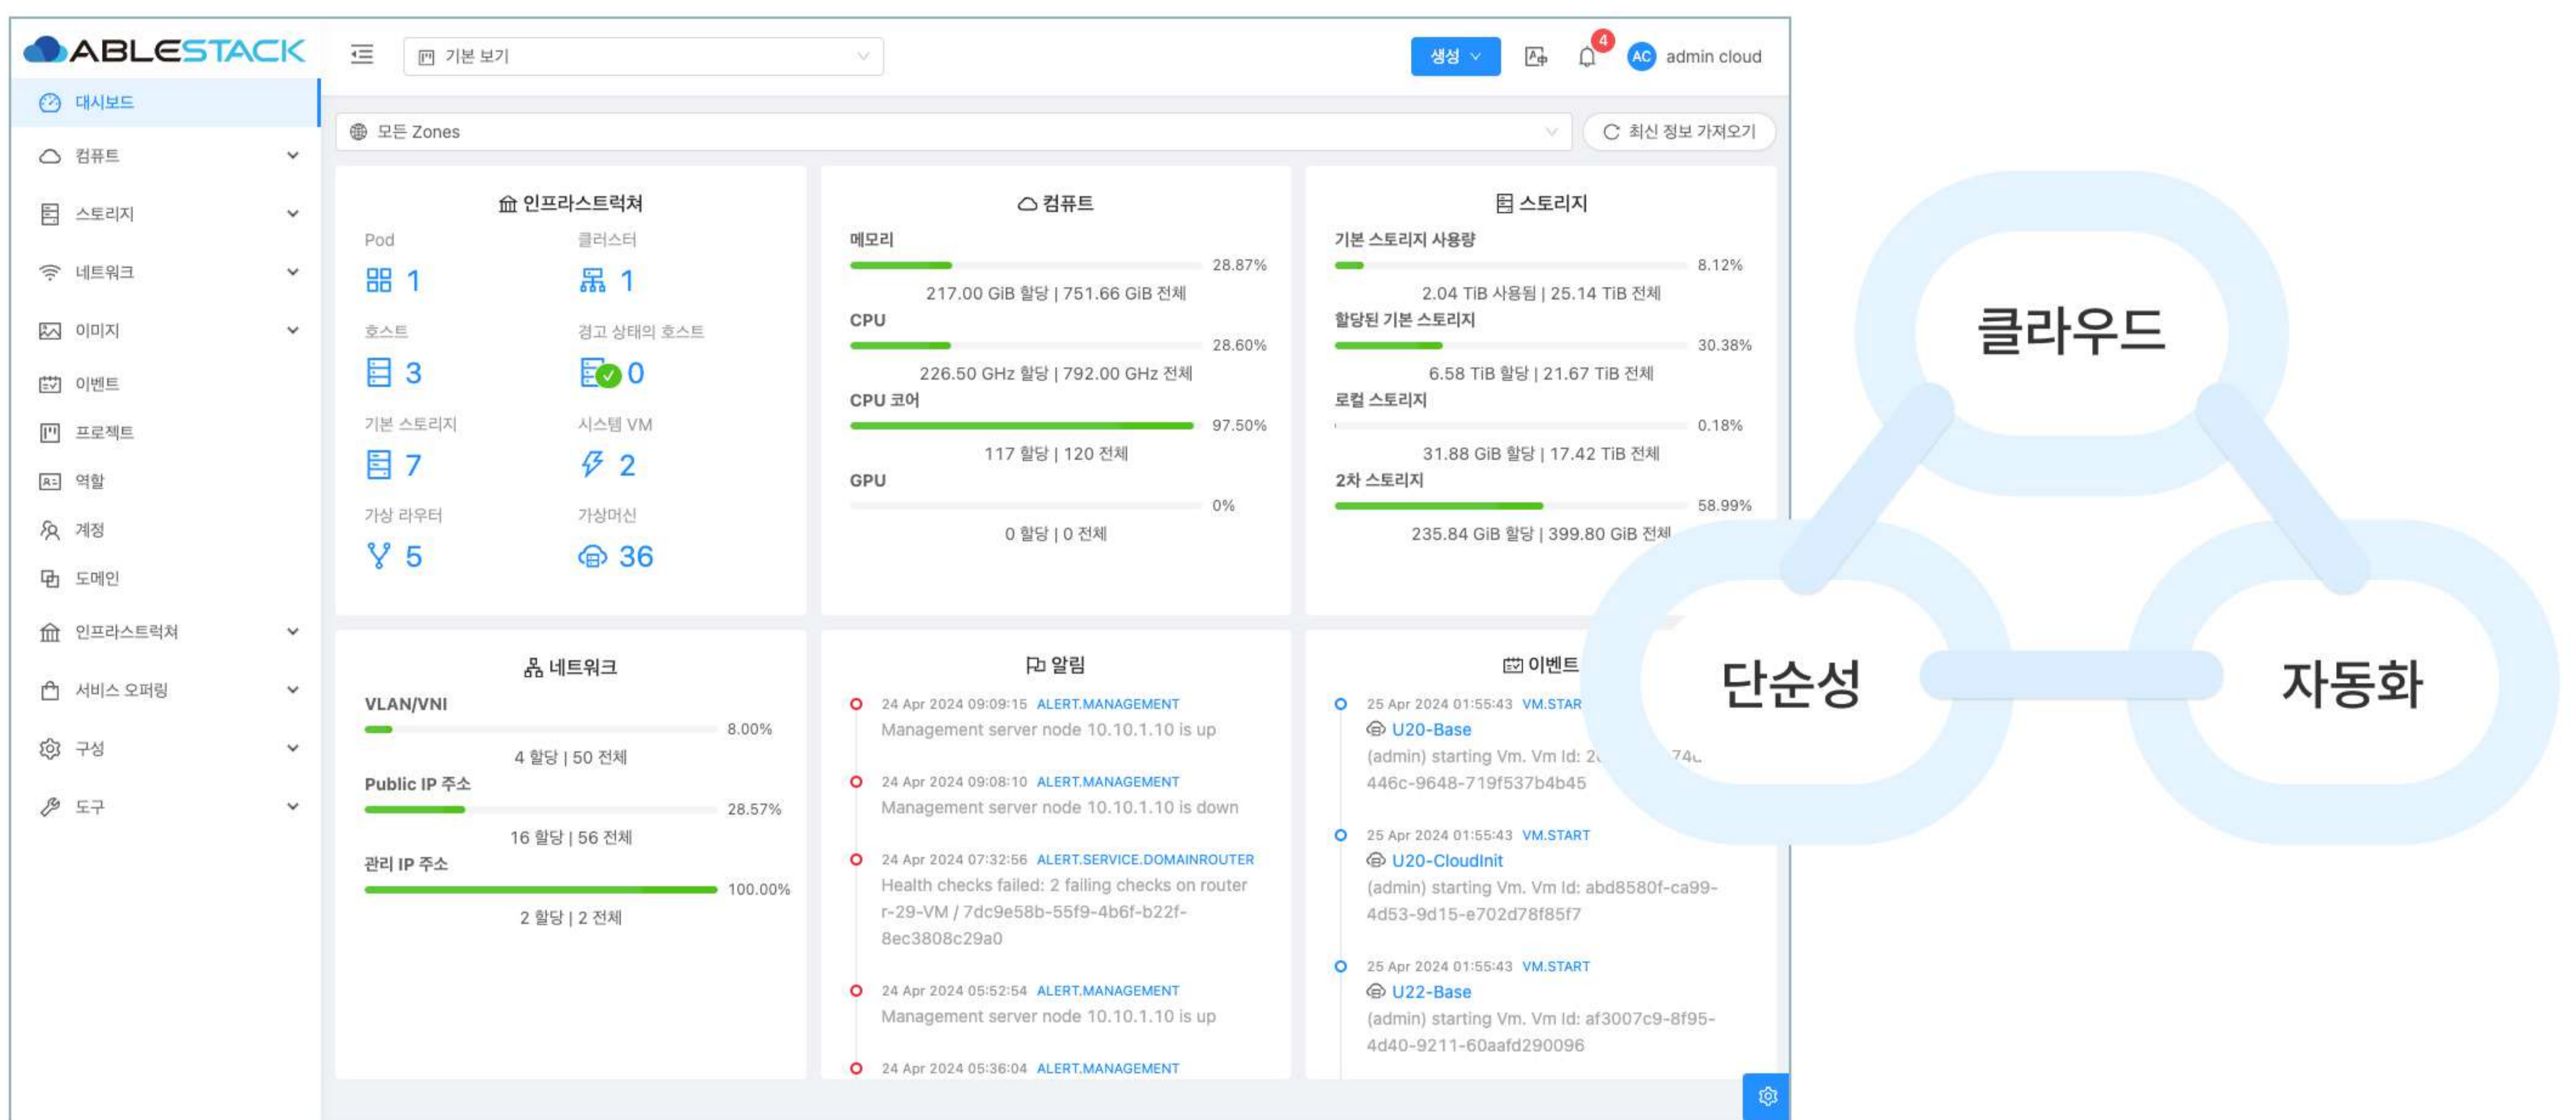 ABLESTACK
기본 보기
생성
4
AC
admin cloud
대시보드
컴퓨트
스토리지
네트워크
이미지
이벤트
프로젝트
역할
계정
도메인
인프라스트럭쳐
서비스 오퍼링
구성
도구
모든 Zones
최신 정보 가져오기
인프라스트럭쳐
Pod
클러스터
1
1
호스트
경고 상태의 호스트
3
0
기본 스토리지
시스템 VM
7
2
가상 라우터
가상머신
5
36
컴퓨트
메모리
28.87%
217.00 GiB 할당 | 751.66 GiB 전체
CPU
28.60%
226.50 GHz 할당 | 792.00 GHz 전체
CPU 코어
97.50%
117 할당 | 120 전체
GPU
0%
0 할당 | 0 전체
스토리지
기본 스토리지 사용량
8.12%
2.04 TiB 사용됨 | 25.14 TiB 전체
할당된 기본 스토리지
30.38%
6.58 TiB 할당 | 21.67 TiB 전체
로컬 스토리지
0.18%
31.88 GiB 할당 | 17.42 TiB 전체
2차 스토리지
58.99%
235.84 GiB 할당 | 399.80 GiB 전체
네트워크
VLAN/VNI
8.00%
4 할당 | 50 전체
Public IP 주소
28.57%
16 할당 | 56 전체
관리 IP 주소
100.00%
2 할당 | 2 전체
알림
24 Apr 2024 09:09:15 ALERT.MANAGEMENT
Management server node 10.10.1.10 is up
24 Apr 2024 09:08:10 ALERT.MANAGEMENT
Management server node 10.10.1.10 is down
24 Apr 2024 07:32:56 ALERT.SERVICE.DOMAINROUTER
Health checks failed: 2 failing checks on router
r-29-VM / 7dc9e58b-55f9-4b6f-b22f-
8ec3808c29a0
24 Apr 2024 05:52:54 ALERT.MANAGEMENT
Management server node 10.10.1.10 is up
24 Apr 2024 05:36:04 ALERT.MANAGEMENT
이벤트
25 Apr 2024 01:55:43 VM.STAR
U20-Base
(admin) starting Vm. Vm Id:
446c-9648-719f537b4b45
25 Apr 2024 01:55:43 VM.START
U20-CloudInit
(admin) starting Vm. Vm Id: abd8580f-ca99-
4d53-9d15-e702d78f85f7
25 Apr 2024 01:55:43 VM.START
U22-Base
(admin) starting Vm. Vm Id: af3007c9-8f95-
4d40-9211-60aafd290096
클라우드
단순성
자동화